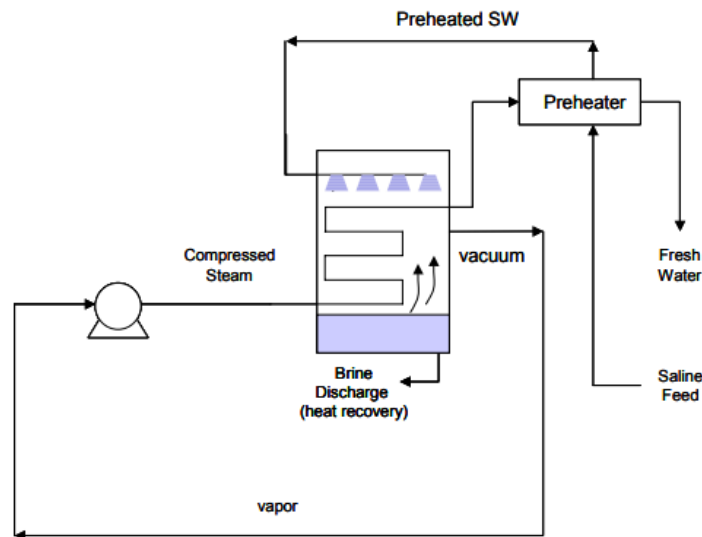 Preheated SW
Preheater
Compressed
Steam
vacuum
Fresh
Water
Brine
Discharge
(heat recovery)
Saline
Feed
vapor